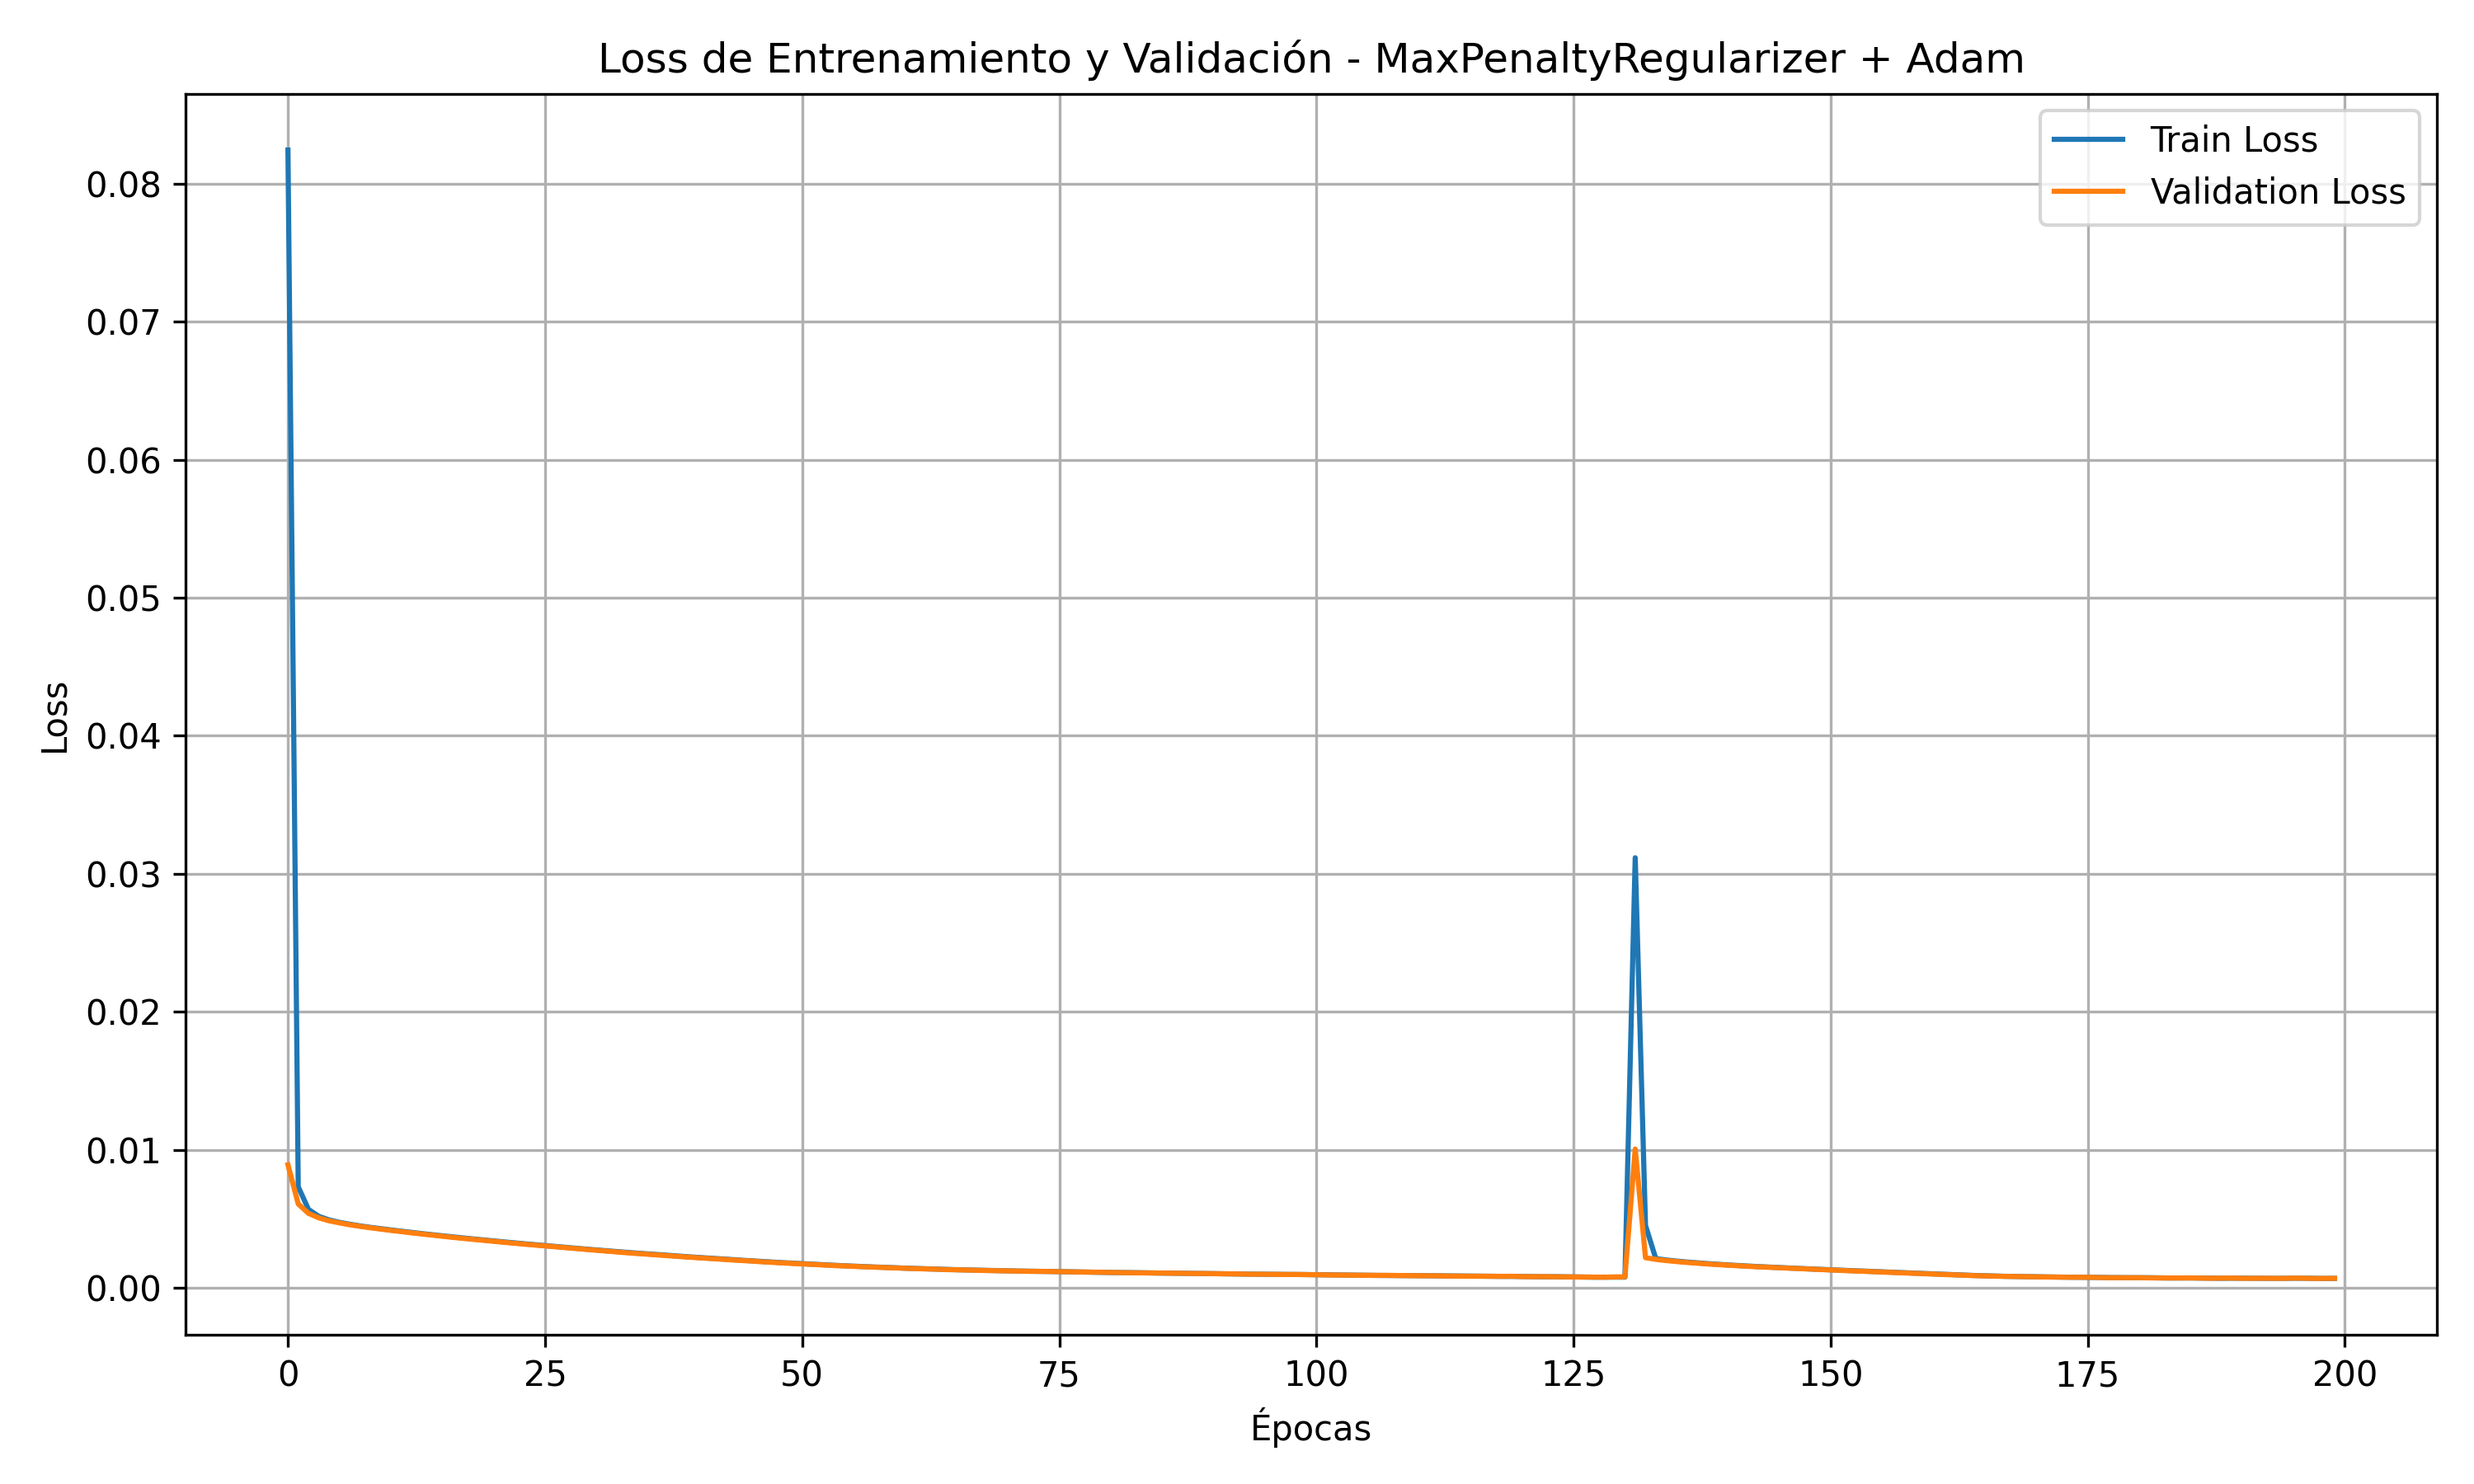 Loss de Entrenamiento y Validación - MaxPenaltyRegularizer + Adam
Train Loss
Validation Loss
0.08
0.07
0.06
0.05
0.04
0.03
0.02
0.01
0.00
Loss
0 25 50 75 100 125 150 175 200
Épocas